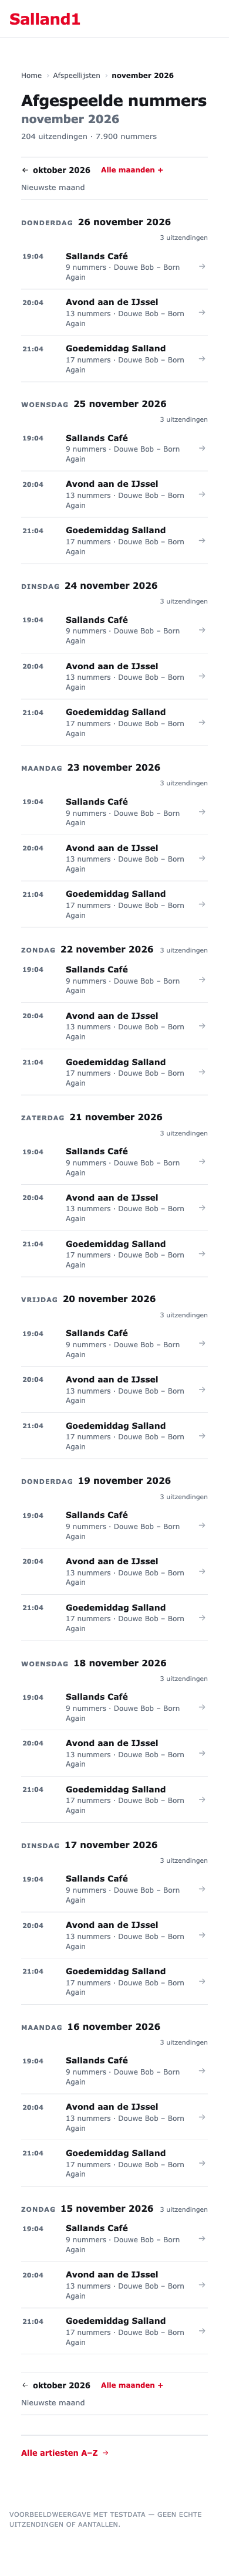 Salland1
Home › Afspeellijsten › november 2026
Afgespeelde nummers
november 2026
204 uitzendingen · 7.900 nummers
← oktober 2026 Alle maanden +
Nieuwste maand
DONDERDAG 26 november 2026
3 uitzendingen
19:04 Sallands Café
9 nummers · Douwe Bob – Born
Again →
20:04 Avond aan de IJssel
13 nummers · Douwe Bob – Born
Again →
21:04 Goedemiddag Salland
17 nummers · Douwe Bob – Born
Again →
WOENSDAG 25 november 2026
3 uitzendingen
19:04 Sallands Café
9 nummers · Douwe Bob – Born
Again →
20:04 Avond aan de IJssel
13 nummers · Douwe Bob – Born
Again →
21:04 Goedemiddag Salland
17 nummers · Douwe Bob – Born
Again →
DINSDAG 24 november 2026
3 uitzendingen
19:04 Sallands Café
9 nummers · Douwe Bob – Born
Again →
20:04 Avond aan de IJssel
13 nummers · Douwe Bob – Born
Again →
21:04 Goedemiddag Salland
17 nummers · Douwe Bob – Born
Again →
MAANDAG 23 november 2026
3 uitzendingen
19:04 Sallands Café
9 nummers · Douwe Bob – Born
Again →
20:04 Avond aan de IJssel
13 nummers · Douwe Bob – Born
Again →
21:04 Goedemiddag Salland
17 nummers · Douwe Bob – Born
Again →
ZONDAG 22 november 2026 3 uitzendingen
19:04 Sallands Café
9 nummers · Douwe Bob – Born
Again →
20:04 Avond aan de IJssel
13 nummers · Douwe Bob – Born
Again →
21:04 Goedemiddag Salland
17 nummers · Douwe Bob – Born
Again →
ZATERDAG 21 november 2026
3 uitzendingen
19:04 Sallands Café
9 nummers · Douwe Bob – Born
Again →
20:04 Avond aan de IJssel
13 nummers · Douwe Bob – Born
Again →
21:04 Goedemiddag Salland
17 nummers · Douwe Bob – Born
Again →
VRIJDAG 20 november 2026
3 uitzendingen
19:04 Sallands Café
9 nummers · Douwe Bob – Born
Again →
20:04 Avond aan de IJssel
13 nummers · Douwe Bob – Born
Again →
21:04 Goedemiddag Salland
17 nummers · Douwe Bob – Born
Again →
DONDERDAG 19 november 2026
3 uitzendingen
19:04 Sallands Café
9 nummers · Douwe Bob – Born
Again →
20:04 Avond aan de IJssel
13 nummers · Douwe Bob – Born
Again →
21:04 Goedemiddag Salland
17 nummers · Douwe Bob – Born
Again →
WOENSDAG 18 november 2026
3 uitzendingen
19:04 Sallands Café
9 nummers · Douwe Bob – Born
Again →
20:04 Avond aan de IJssel
13 nummers · Douwe Bob – Born
Again →
21:04 Goedemiddag Salland
17 nummers · Douwe Bob – Born
Again →
DINSDAG 17 november 2026
3 uitzendingen
19:04 Sallands Café
9 nummers · Douwe Bob – Born
Again →
20:04 Avond aan de IJssel
13 nummers · Douwe Bob – Born
Again →
21:04 Goedemiddag Salland
17 nummers · Douwe Bob – Born
Again →
MAANDAG 16 november 2026
3 uitzendingen
19:04 Sallands Café
9 nummers · Douwe Bob – Born
Again →
20:04 Avond aan de IJssel
13 nummers · Douwe Bob – Born
Again →
21:04 Goedemiddag Salland
17 nummers · Douwe Bob – Born
Again →
ZONDAG 15 november 2026 3 uitzendingen
19:04 Sallands Café
9 nummers · Douwe Bob – Born
Again →
20:04 Avond aan de IJssel
13 nummers · Douwe Bob – Born
Again →
21:04 Goedemiddag Salland
17 nummers · Douwe Bob – Born
Again →
← oktober 2026 Alle maanden +
Nieuwste maand
Alle artiesten A–Z →
VOORBEELDWEERGAVE MET TESTDATA — GEEN ECHTE
UITZENDINGEN OF AANTALLEN.